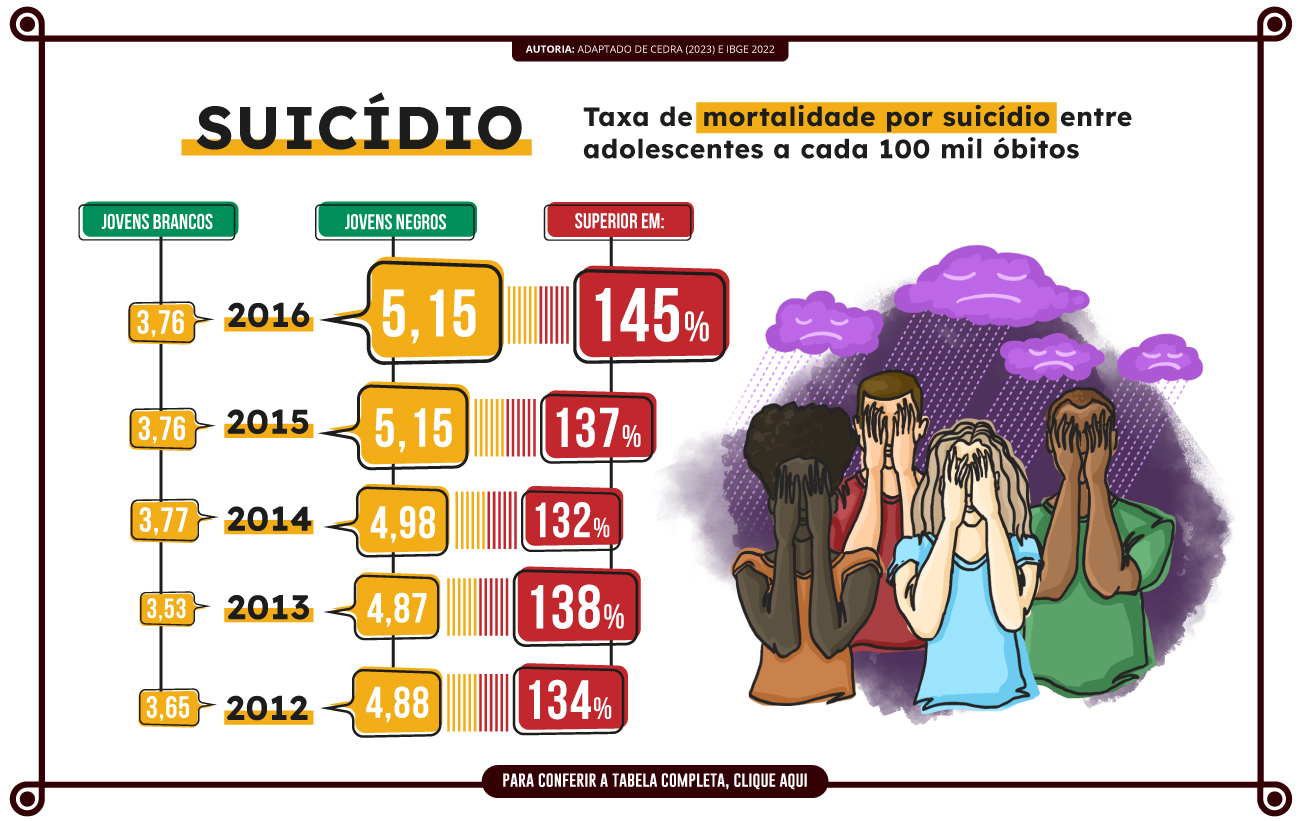 AUTORIA: ADAPTADO DE CEDRA (2023) E IBGE 2022
SUICÍDIO
Taxa de mortalidade por suicídio entre
adolescentes a cada 100 mil óbitos
JOVENS BRANCOS JOVENS NEGROS SUPERIOR EM:
3,76 2016 5,15 145%
3,76 2015 5,15 137%
3,77 2014 4,98 132%
3,53 2013 4,87 138%
3,65 2012 4,88 134%
PARA CONFERIR A TABELA COMPLETA, CLIQUE AQUI